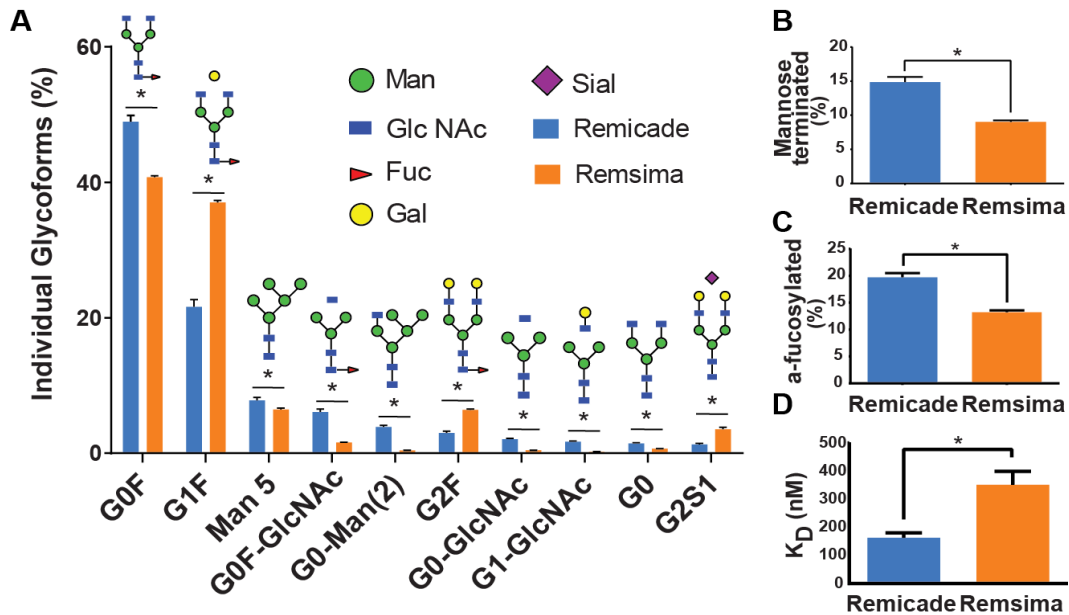 A
Individual Glycoforms (%)
60
40
20
0
*
*
*
*
*
*
*
*
*
*
Man
Glc NAc
Fuc
Gal
Sial
Remicade
Remsima
G0F
G1F
Man 5
G0F-GlcNAc
G0-Man(2)
G2F
G0-GlcNAc
G1-GlcNAc
G0
G2S1
B
Mannose
terminated
(%)
20
15
10
5
0
*
Remicade Remsima
C
a-fucosylated
(%)
25
20
15
10
5
0
*
Remicade Remsima
D
KD (nM)
500
400
300
200
100
0
*
Remicade Remsima